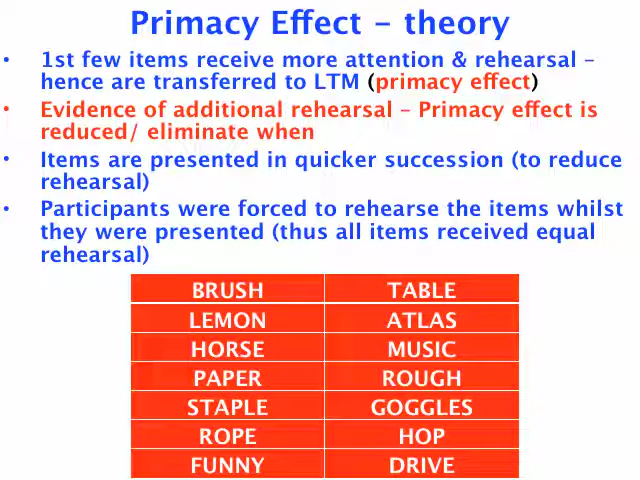 Primacy Effect – theory
• 1st few items receive more attention & rehearsal –
hence are transferred to LTM (primacy effect)
• Evidence of additional rehearsal – Primacy effect is
reduced/ eliminate when
• Items are presented in quicker succession (to reduce
rehearsal)
• Participants were forced to rehearse the items whilst
they were presented (thus all items received equal
rehearsal)
BRUSH TABLE
LEMON ATLAS
HORSE MUSIC
PAPER ROUGH
STAPLE GOGGLES
ROPE HOP
FUNNY DRIVE